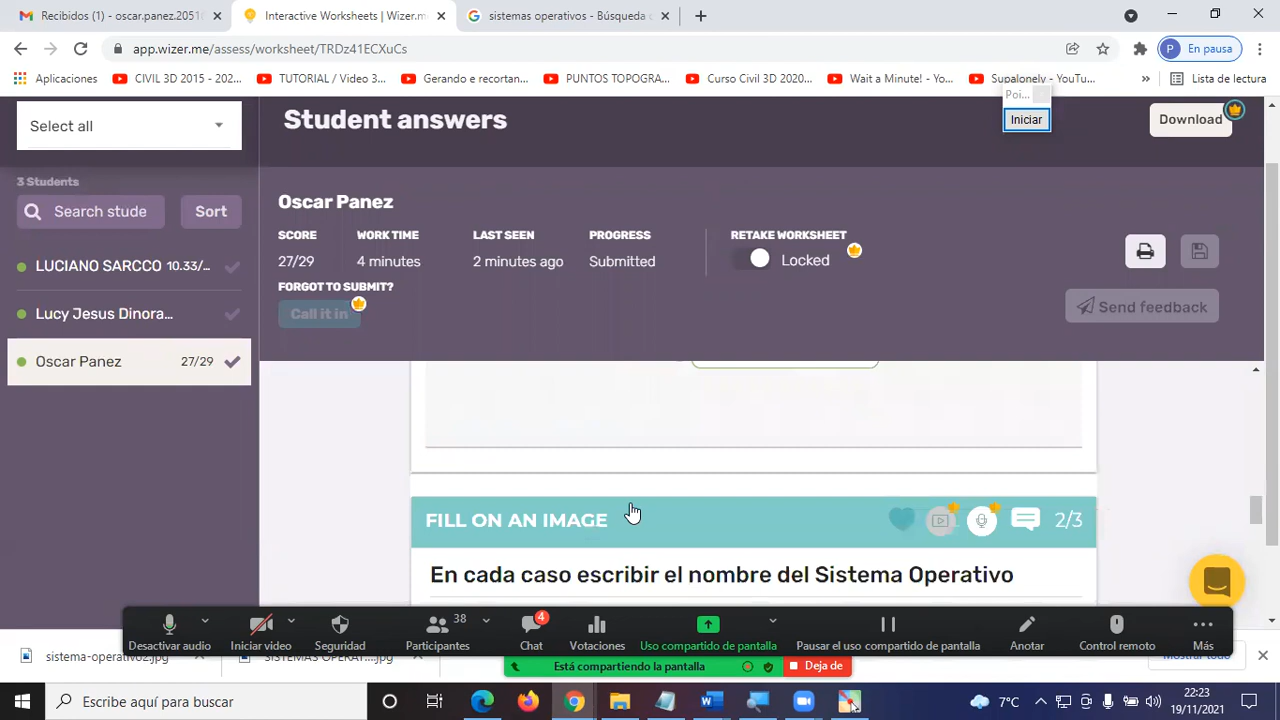 Recibidos (1) - oscar.panez.2051(
Interactive Worksheets | Wizer.m
sistemas operativos - Búsqueda
app.wizer.me/assess/worksheet/TRDz41ECXuCs
En pausa
Aplicaciones
CIVIL 3D 2015 - 202...
TUTORIAL / Video 3...
Gerando e recortan...
PUNTOS TOPOGRA...
Curso Civil 3D 2020...
Wait a Minute! - Yo...
Supalonely - YouTu...
»
Lista de lectura
Poi...
Iniciar
Select all
Student answers
Download
3 Students
Search stude
Sort
LUCIANO SARCCO 10.33/...
Lucy Jesus Dinora...
Oscar Panez 27/29
Oscar Panez
SCORE
WORK TIME
LAST SEEN
PROGRESS
RETAKE WORKSHEET
27/29
4 minutes
2 minutes ago
Submitted
Locked
FORGOT TO SUBMIT?
Call it in
Send feedback
FILL ON AN IMAGE
2/3
En cada caso escribir el nombre del Sistema Operativo
38
4
Desactivar audio
Iniciar video
Seguridad
Participantes
Chat
Votaciones
Uso compartido de pantalla
Pausar el uso compartido de pantalla
Anotar
Control remoto
Más
Está compartiendo la pantalla
Deja de
sistema-operativo2.jpg
SISTEMAS OPERAT....jpg
Mostrar todo
Escribe aquí para buscar
7°C
22:23
19/11/2021